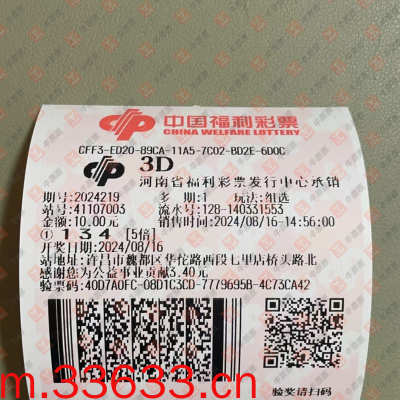 中国福利彩票
CHINA WELFARE LOTTERY
CFF3-ED20-89CA-11A5-7C02-BD2E-6D0C
3D
河南省福利彩票发行中心承销
期号:2024219 多 期:1 玩法:组选
站号:41107003 流水号:128-140331553
金额:10.00元 销售时间:2024/08/16-14:56:00
① 1 3 4 [5倍]
开奖日期:2024/08/16
站地址:许昌市魏都区华佗路西段七里店桥头路北
感谢您为公益事业贡献3.40元
验票码:40D7A0FC-08D1C3CD-7779695B-4C73CA42
验奖请扫码
m.33633.cn